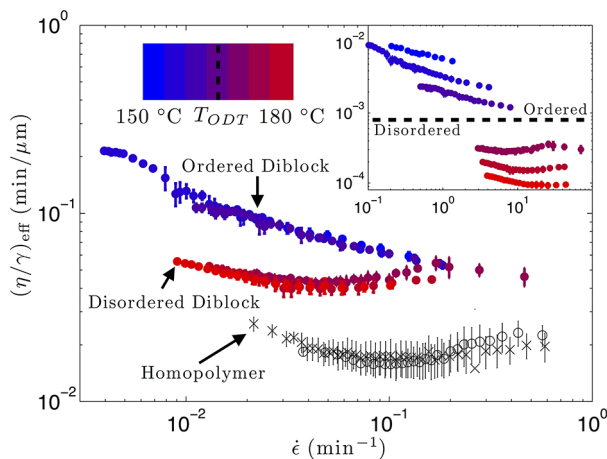 10^0
10^-1
10^-2
(η/γ)_eff (min/μm)
150 °C T_ODT 180 °C
Ordered Diblock
Disordered Diblock
Homopolymer
10^-2
10^-3
10^-4
Ordered
Disordered
10^-1 10^0 10^1
10^-2 10^-1 10^0
ε̇ (min^-1)